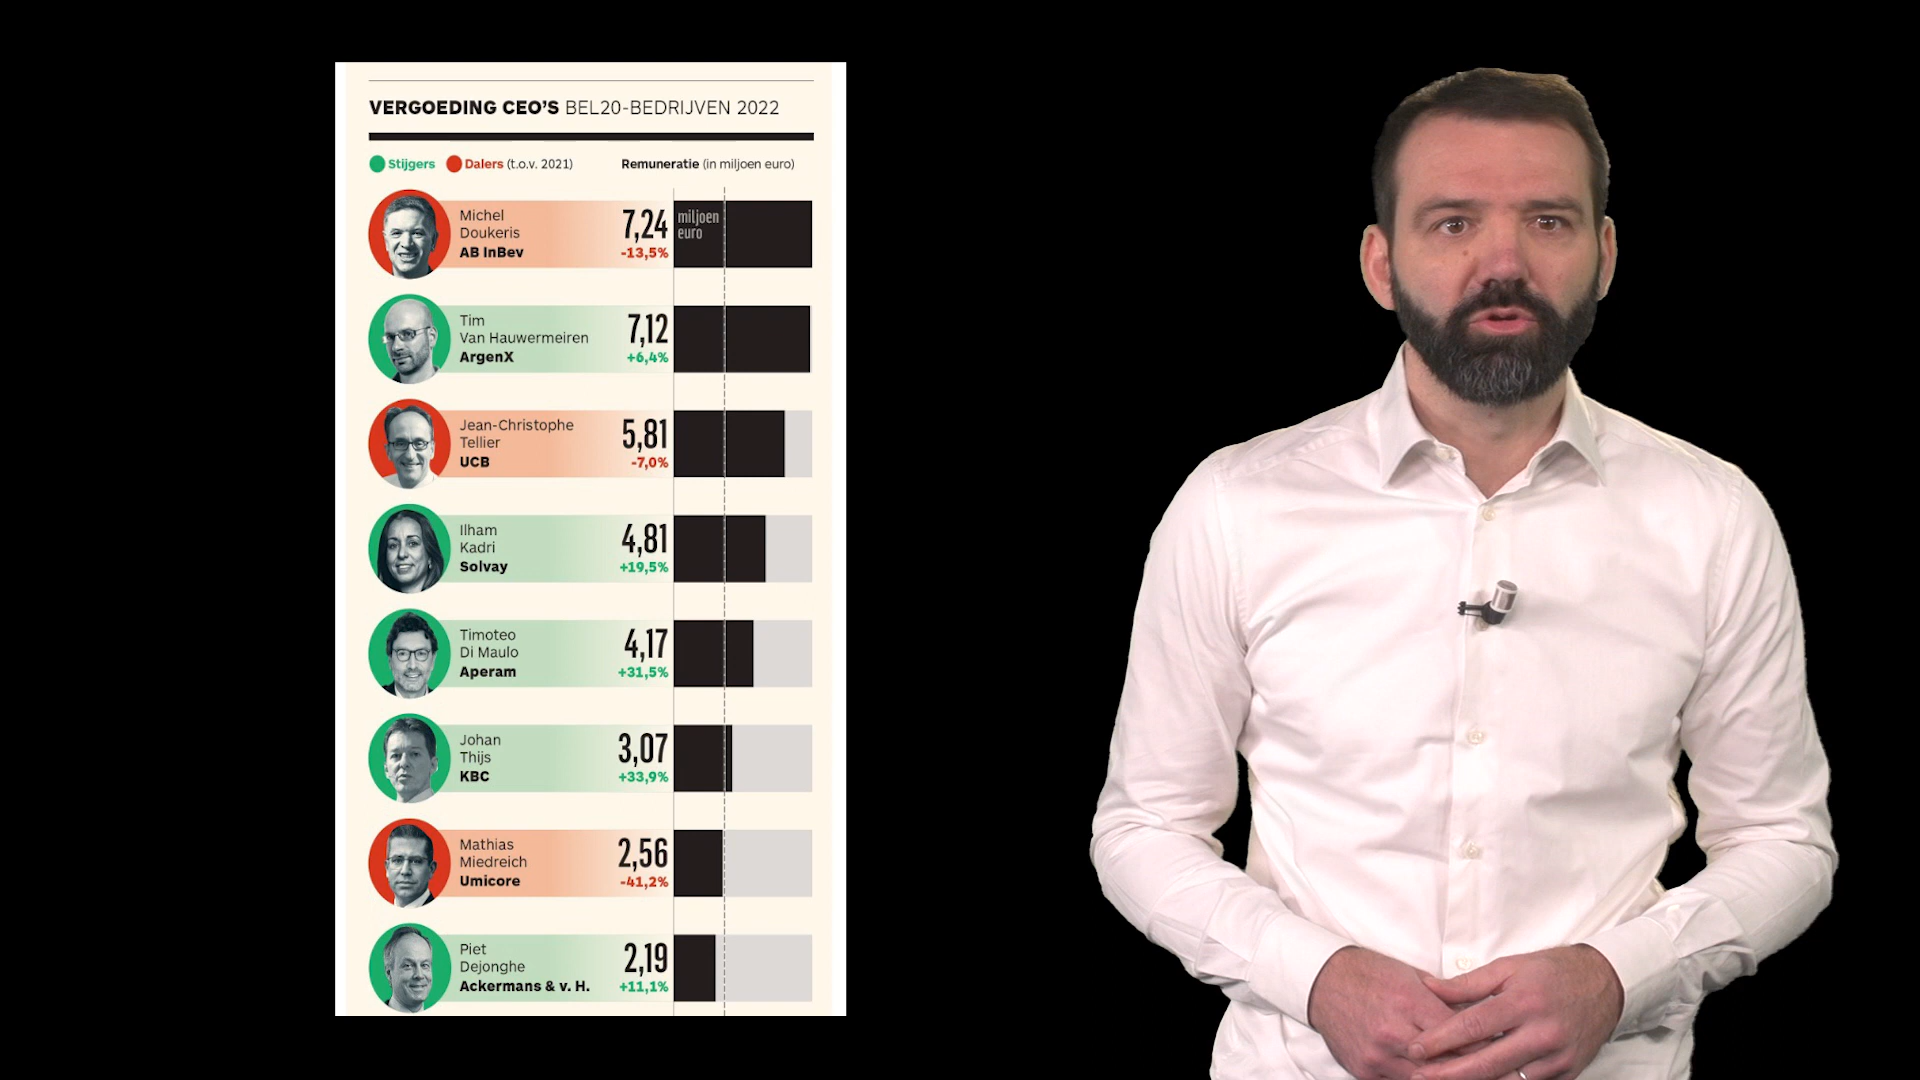 VERGOEDING CEO'S BEL20-BEDRIJVEN 2022
Stijgers Dalers (t.o.v. 2021) Remuneratie (in miljoen euro)
Michel
Doukeris
AB InBev
7,24
-13,5%
miljoen
euro
Tim
Van Hauwermeiren
ArgenX
7,12
+6,4%
Jean-Christophe
Tellier
UCB
5,81
-7,0%
Ilham
Kadri
Solvay
4,81
+19,5%
Timoteo
Di Maulo
Aperam
4,17
+31,5%
Johan
Thijs
KBC
3,07
+33,9%
Mathias
Miedreich
Umicore
2,56
-41,2%
Piet
Dejonghe
Ackermans & v. H.
2,19
+11,1%